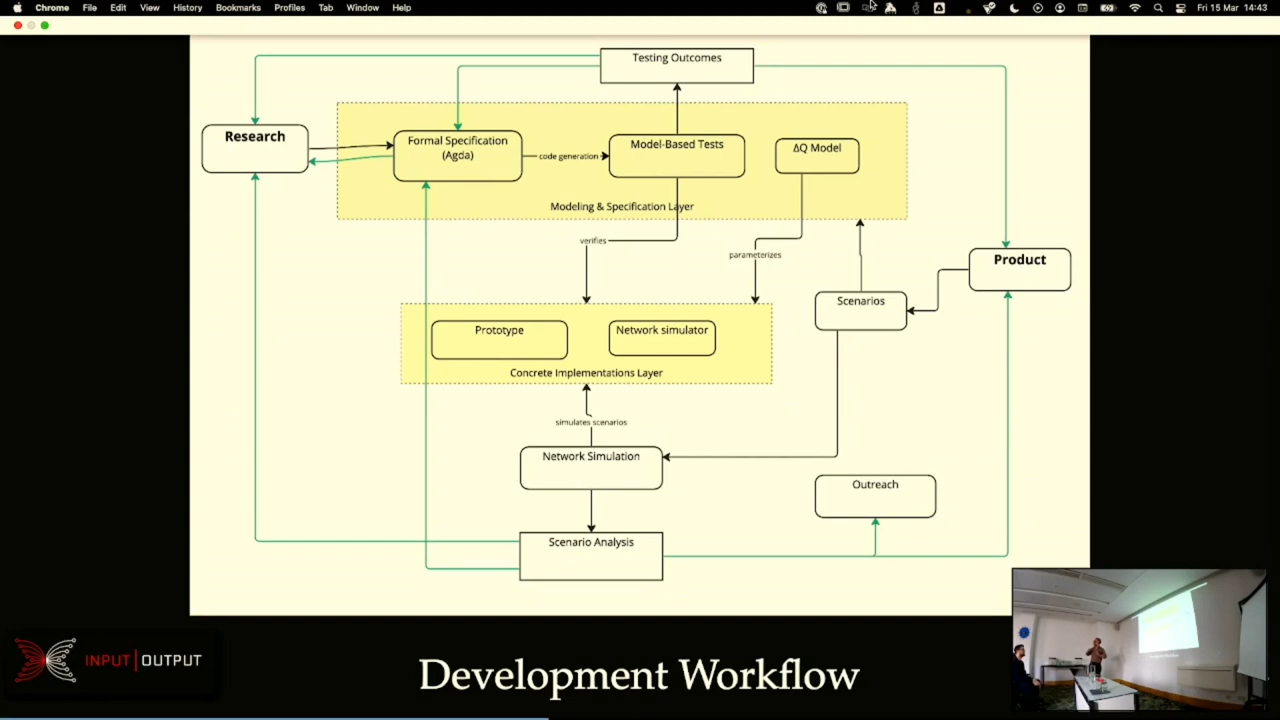 Chrome File Edit View History Bookmarks Profiles Tab Window Help Fri 15 Mar 14:43
Testing Outcomes
Research
Formal Specification
(Agda)
code generation
Model-Based Tests
ΔQ Model
Modeling & Specification Layer
verifies
parameterizes
Product
Scenarios
Prototype
Network simulator
Concrete Implementations Layer
simulates scenarios
Network Simulation
Outreach
Scenario Analysis
INPUT | OUTPUT
Development Workflow